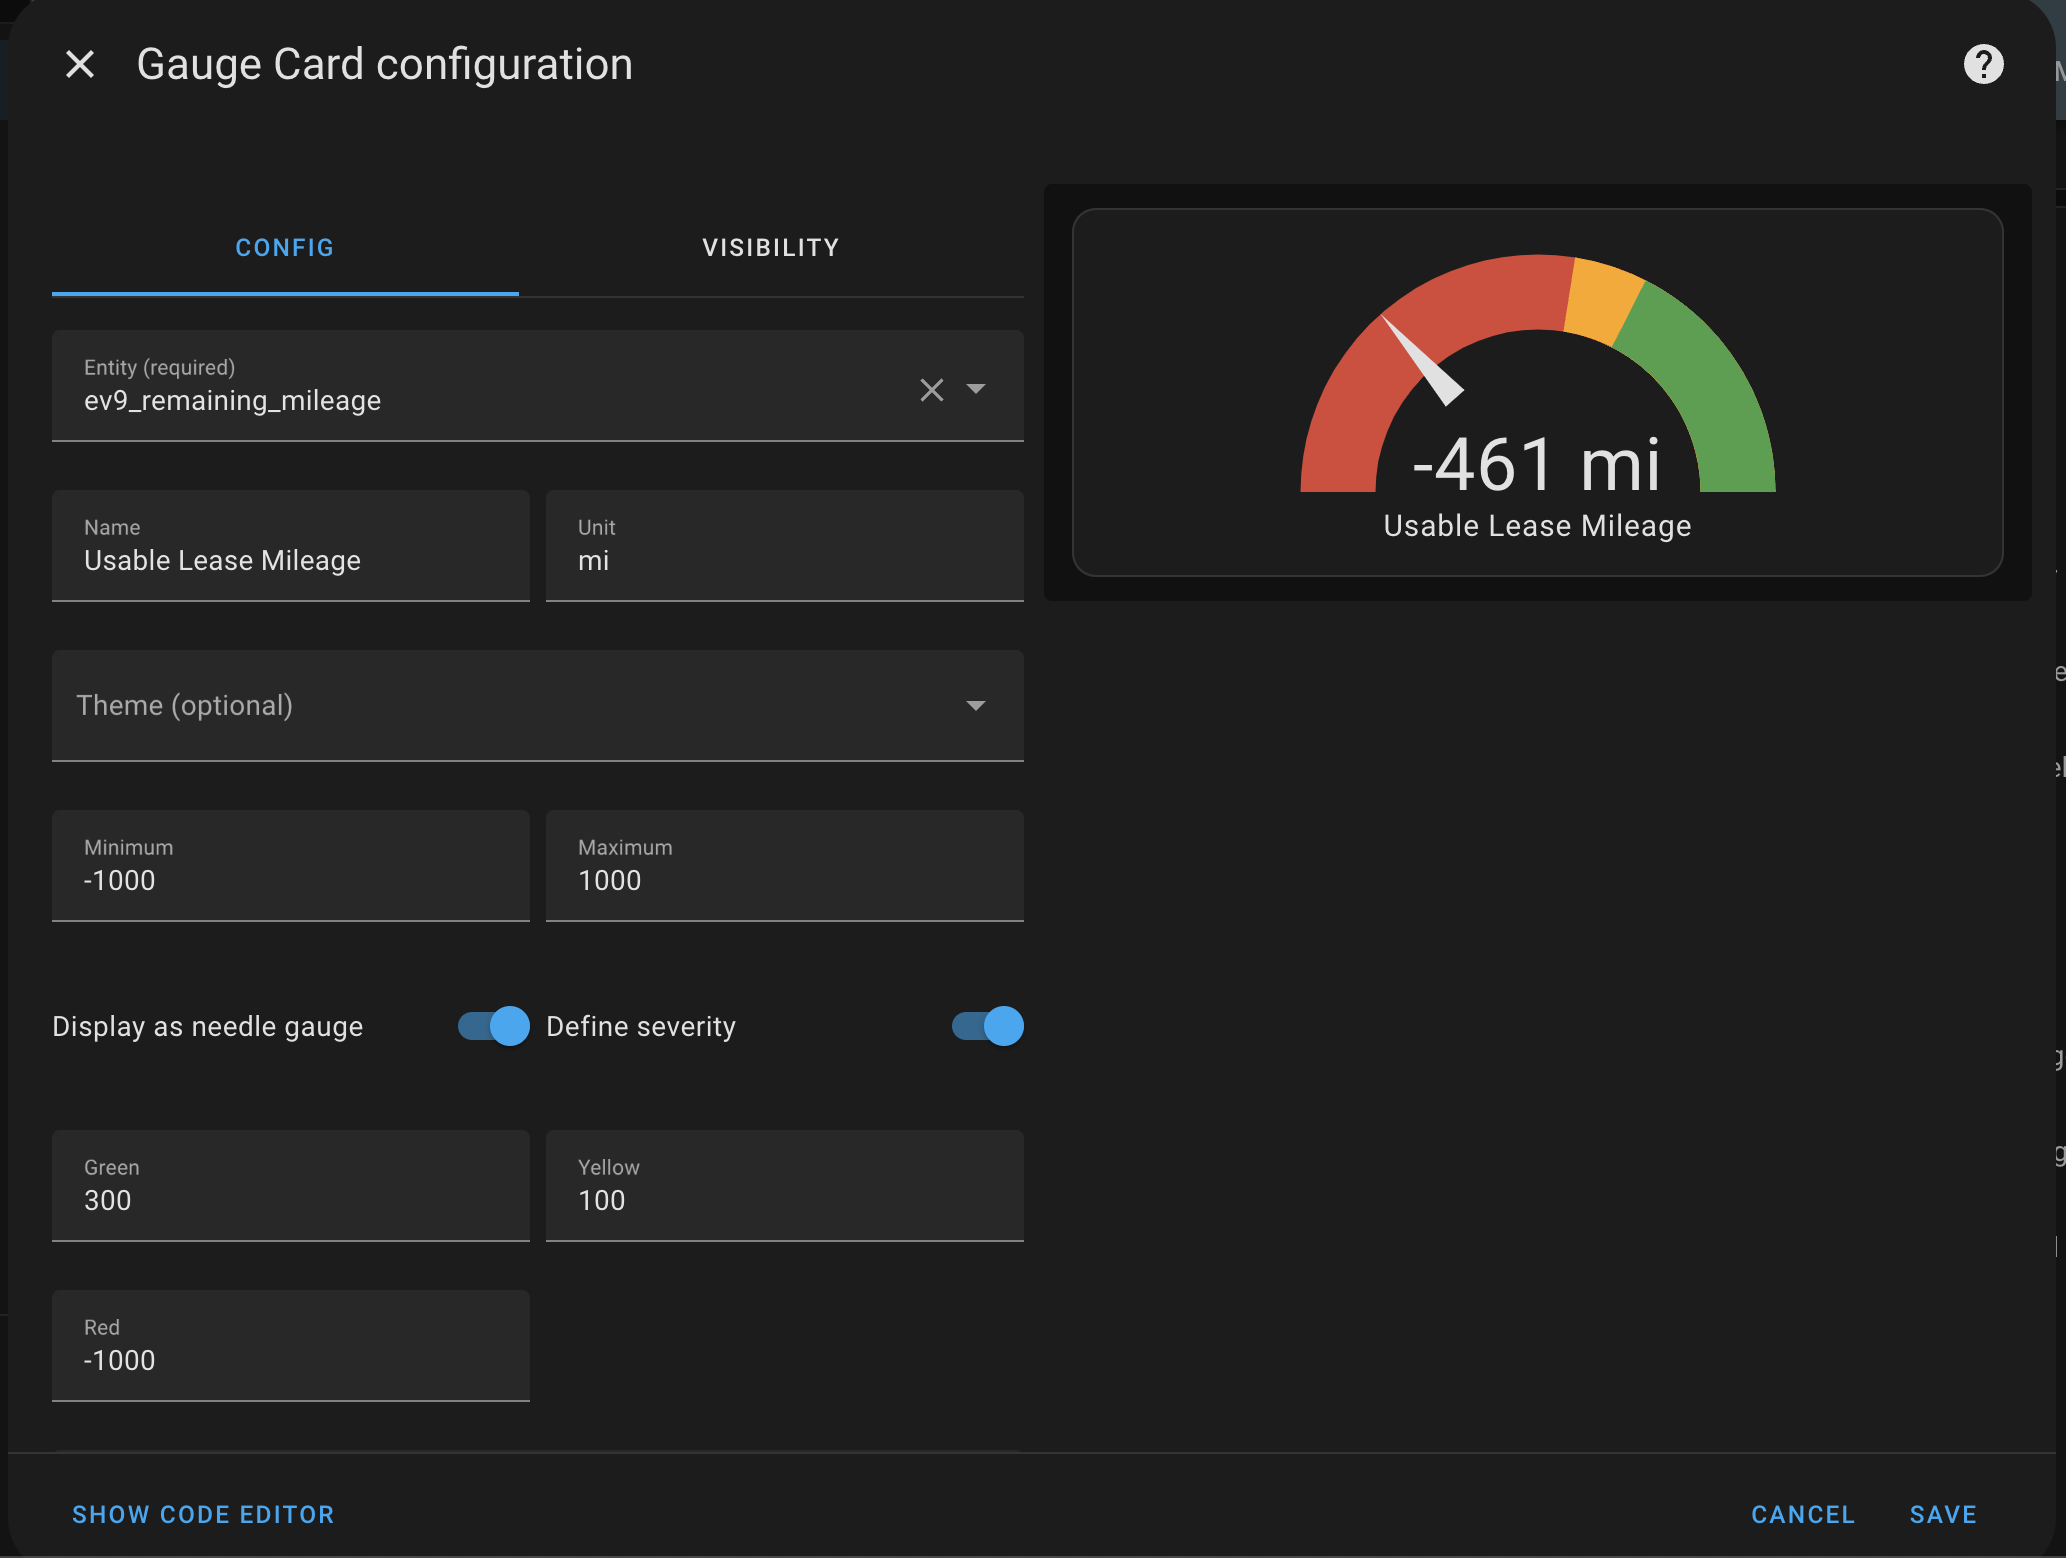 Gauge Card configuration
CONFIG
VISIBILITY
Entity (required)
ev9_remaining_mileage
Name
Usable Lease Mileage
Unit
mi
Theme (optional)
Minimum
-1000
Maximum
1000
Display as needle gauge
Define severity
Green
300
Yellow
100
Red
-1000
-461 mi
Usable Lease Mileage
SHOW CODE EDITOR
CANCEL
SAVE